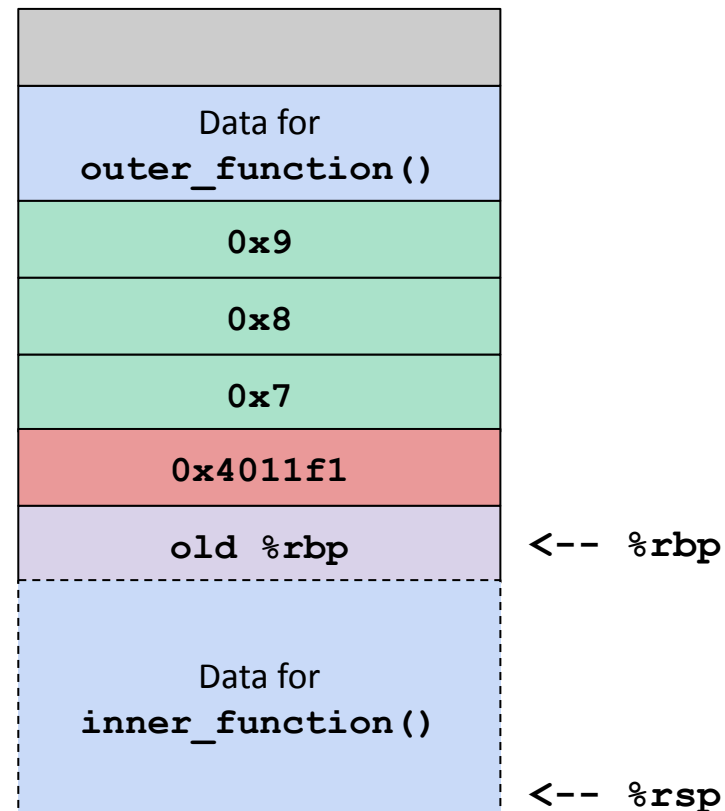 Data for
outer_function()
0x9
0x8
0x7
0x4011f1
old %rbp <-- %rbp
Data for
inner_function()
<-- %rsp